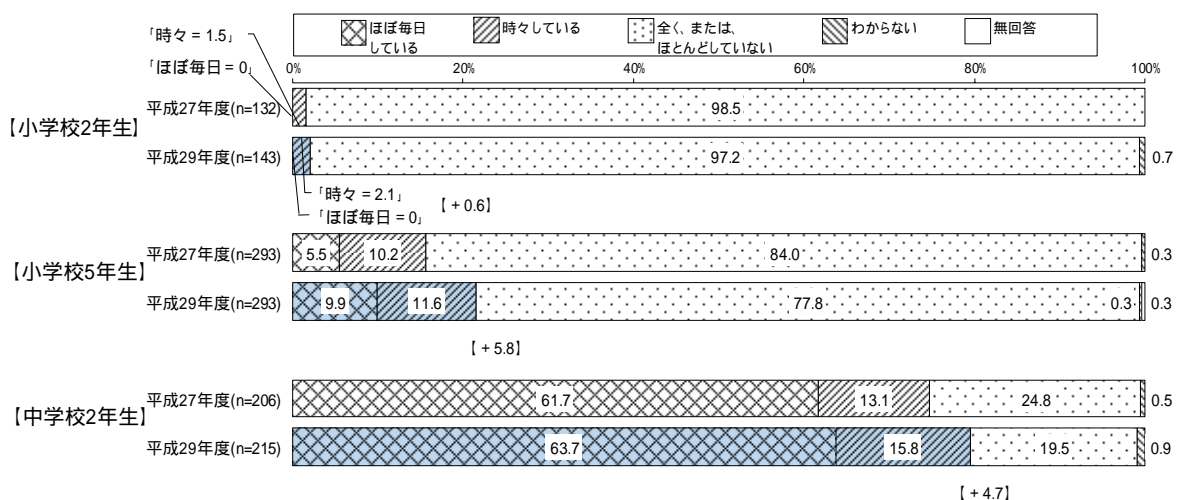 ほぼ毎日
している
時々している
全く、または、
ほとんどしていない
わからない
無回答
「時々 = 1.5」
「ほぼ毎日 = 0」
0%
20%
40%
60%
80%
100%
【小学校2年生】
平成27年度(n=132)
98.5
平成29年度(n=143)
97.2
0.7
「時々 = 2.1」
「ほぼ毎日 = 0」
【 + 0.6】
【小学校5年生】
平成27年度(n=293)
5.5
10.2
84.0
0.3
平成29年度(n=293)
9.9
11.6
77.8
0.3
0.3
【 + 5.8】
【中学校2年生】
平成27年度(n=206)
61.7
13.1
24.8
0.5
平成29年度(n=215)
63.7
15.8
19.5
0.9
【 + 4.7】